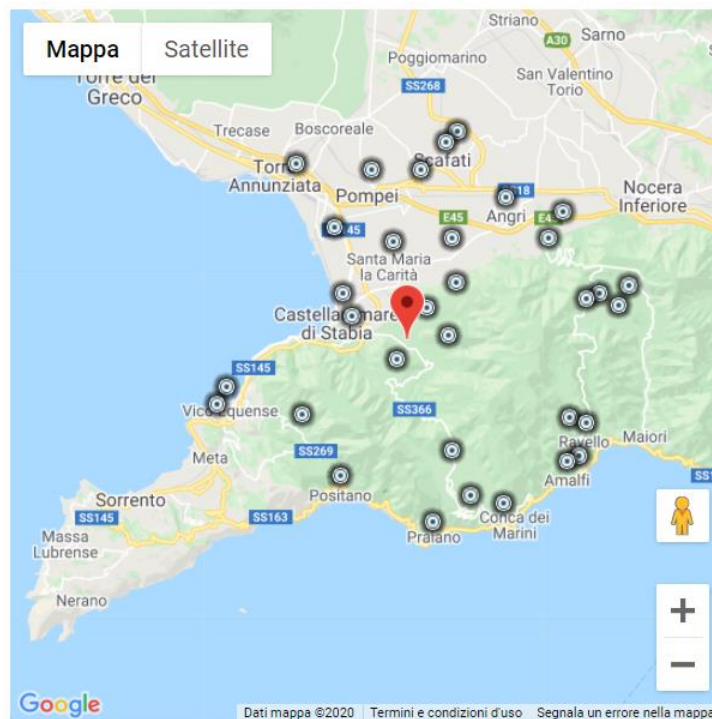 Mappa
Satellite
Striano
Sarno
A30
Poggiomarino
San Valentino
Torio
Torre del
Greco
SS268
Trecase
Boscoreale
Scafati
Torre
Annunziata
Pompei
SS18
Nocera
Inferiore
Angri
SS145
E45
E45
Santa Maria
la Carità
Castellammare
di Stabia
SS145
Vico Equense
SS366
Ravello
Maiori
Meta
SS269
Amalfi
Positano
Sorrento
SS145
SS163
Conca dei
Marini
Praiano
Massa
Lubrense
Nerano
Google
Dati mappa ©2020
Termini e condizioni d'uso
Segnala un errore nella mappa